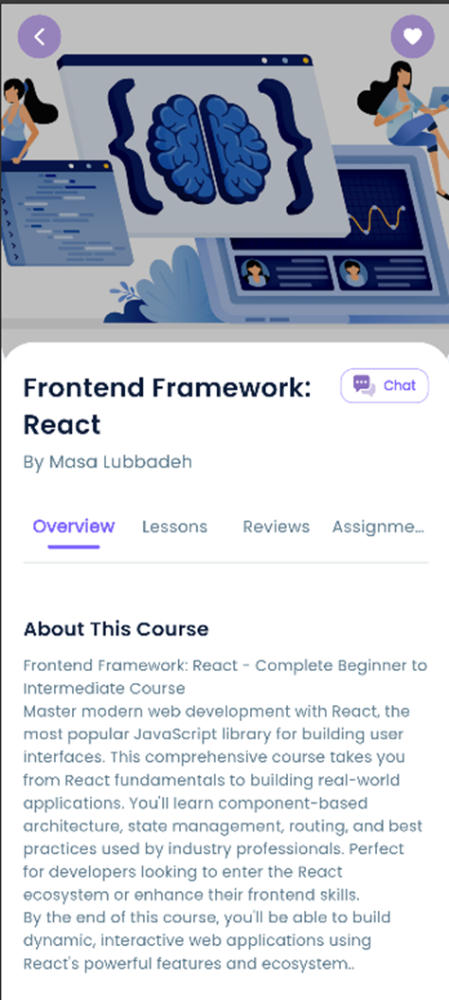 Frontend Framework:
React
Chat
By Masa Lubbadeh
Overview Lessons Reviews Assignme...
About This Course
Frontend Framework: React - Complete Beginner to
Intermediate Course
Master modern web development with React, the
most popular JavaScript library for building user
interfaces. This comprehensive course takes you
from React fundamentals to building real-world
applications. You'll learn component-based
architecture, state management, routing, and best
practices used by industry professionals. Perfect
for developers looking to enter the React
ecosystem or enhance their frontend skills.
By the end of this course, you'll be able to build
dynamic, interactive web applications using
React's powerful features and ecosystem..